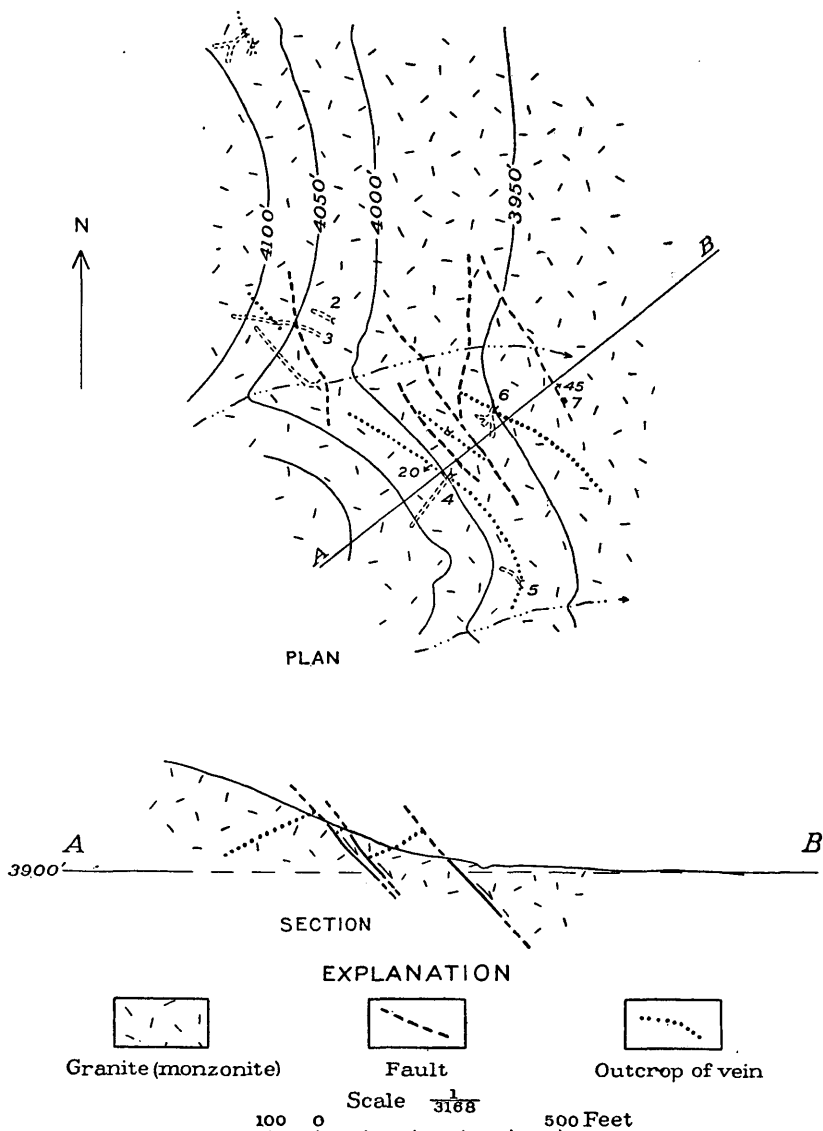 N
4100'
4050'
4000'
3950'
B
2
3
6
45
7
20
4
A
5
PLAN
A
B
3900'
SECTION
EXPLANATION
Granite (monzonite)
Fault
Outcrop of vein
Scale 1/3168
100 0 500 Feet